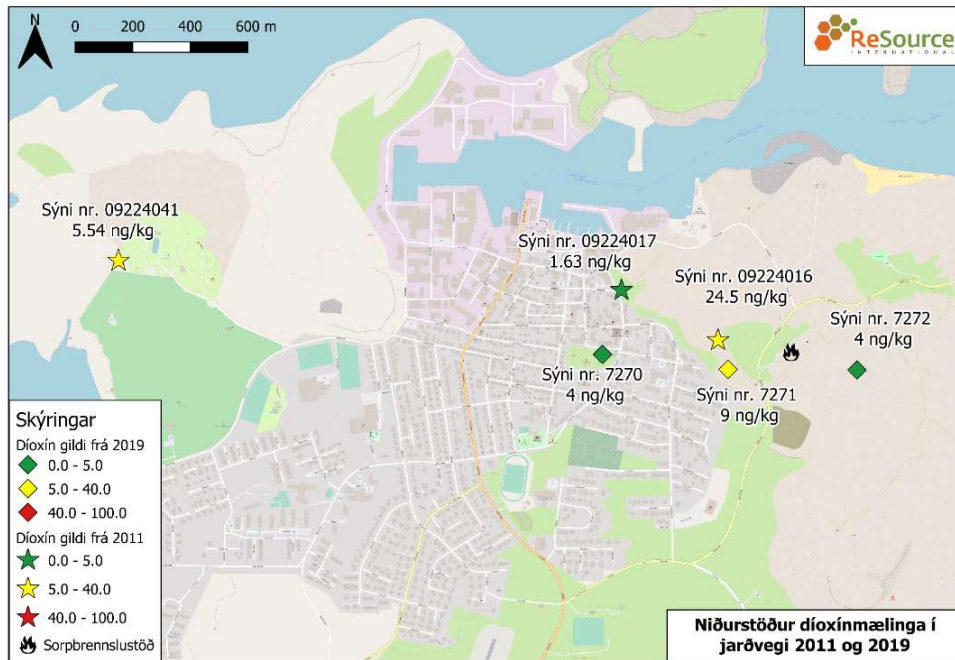 N
0 200 400 600 m
ReSource
INTERNATIONAL
Sýni nr. 09224041
5.54 ng/kg
Sýni nr. 09224017
1.63 ng/kg
Sýni nr. 09224016
24.5 ng/kg
Sýni nr. 7272
4 ng/kg
Sýni nr. 7270
4 ng/kg
Sýni nr. 7271
9 ng/kg
Skýringar
Díoxín gildi frá 2019
0.0 - 5.0
5.0 - 40.0
40.0 - 100.0
Díoxín gildi frá 2011
0.0 - 5.0
5.0 - 40.0
40.0 - 100.0
Sorpbrennslustöð
Niðurstöður díoxínmælinga í
jarðvegi 2011 og 2019